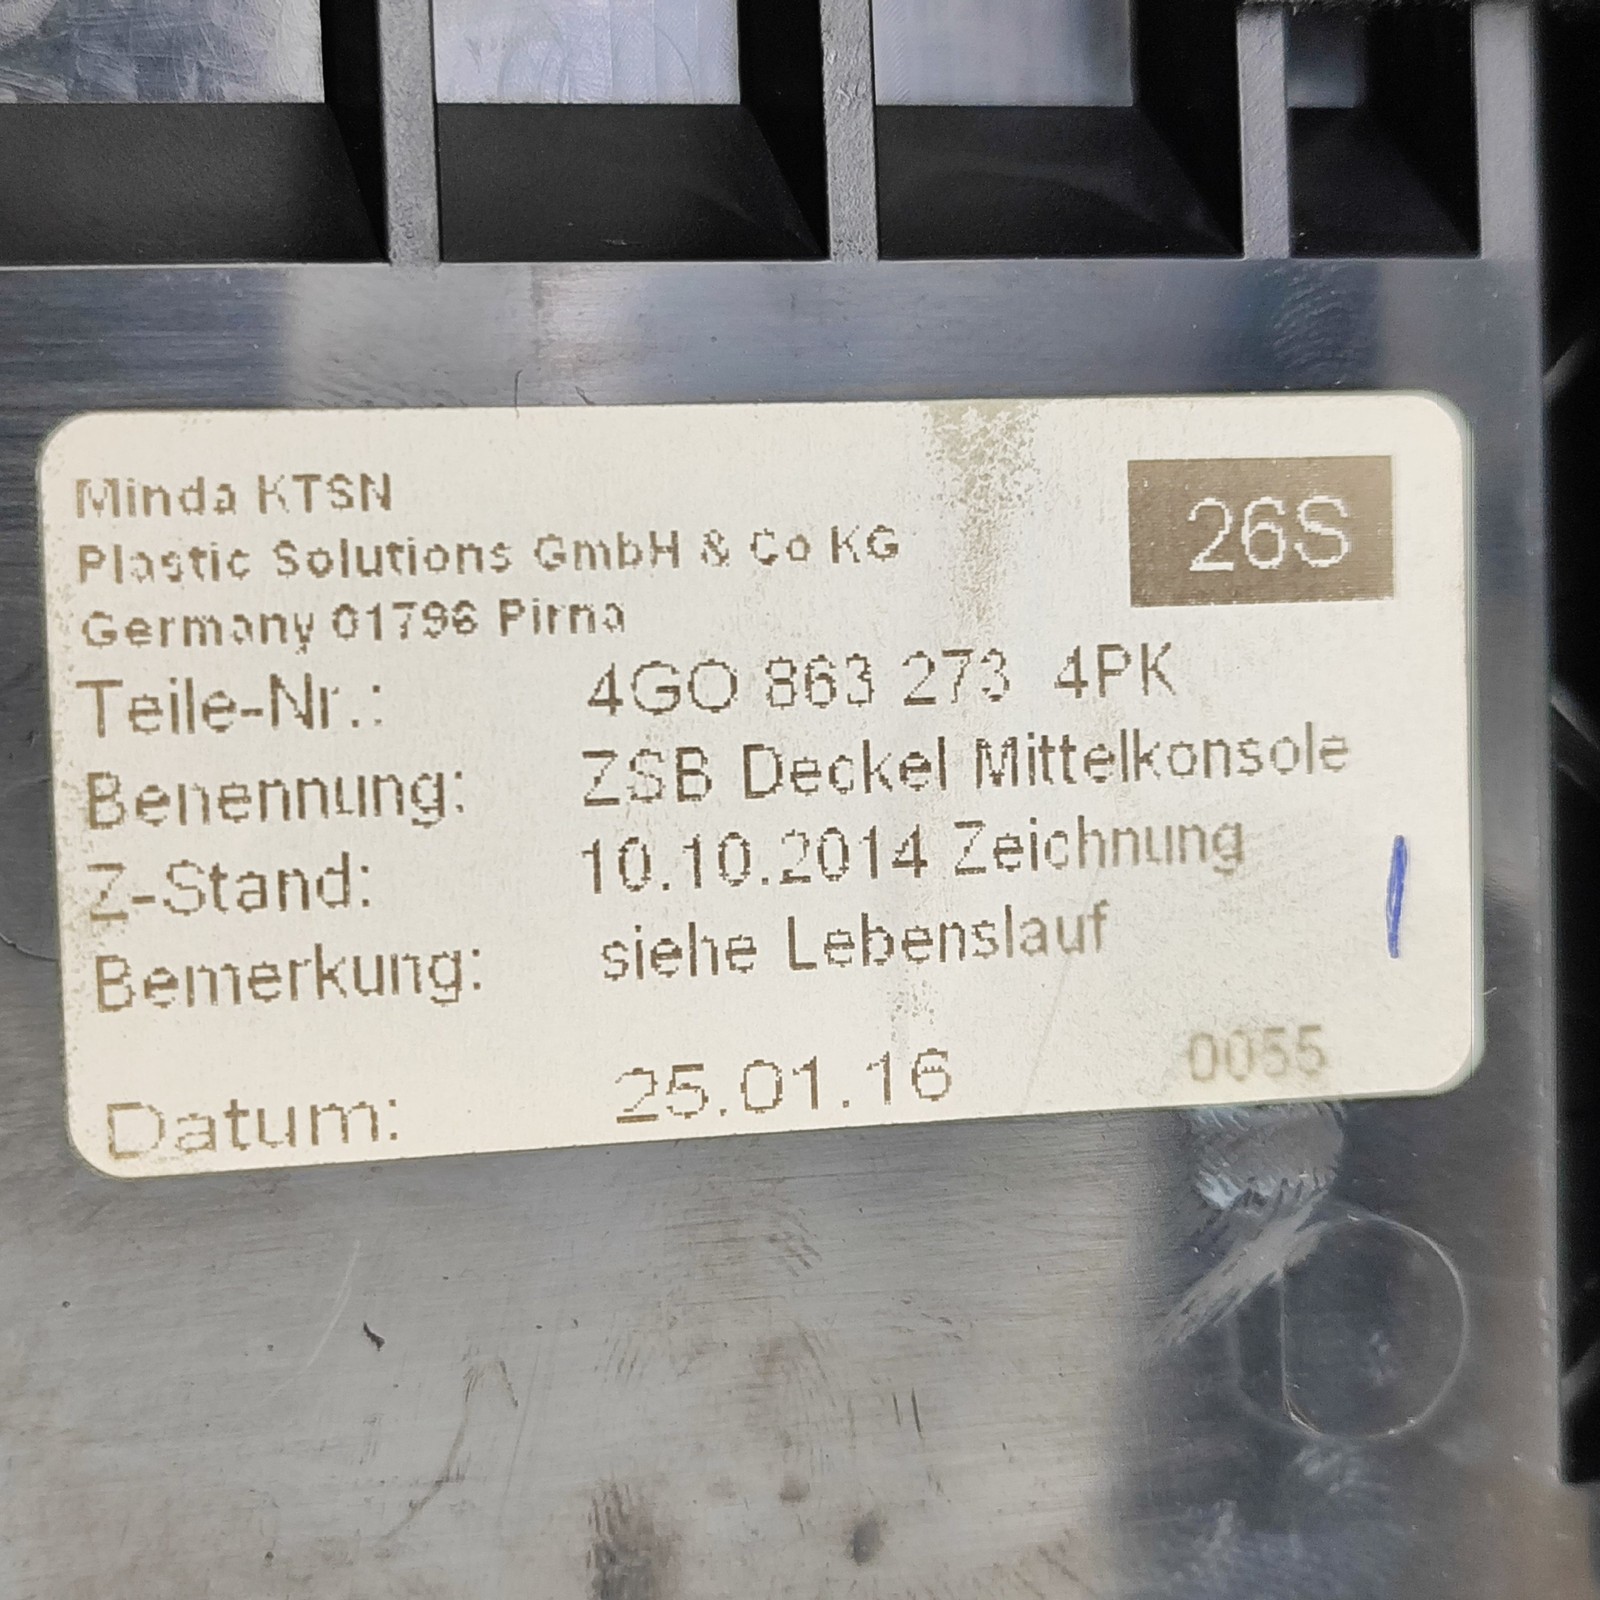 Minda KTSN
Plastic Solutions GmbH & Co KG
Germany 01796 Pirna
26S
Teile-Nr.: 4GO 863 273 4PK
Benennung: ZSB Deckel Mittelkonsole
Z-Stand: 10.10.2014 Zeichnung
Bemerkung: siehe Lebenslauf
Datum: 25.01.16 0055